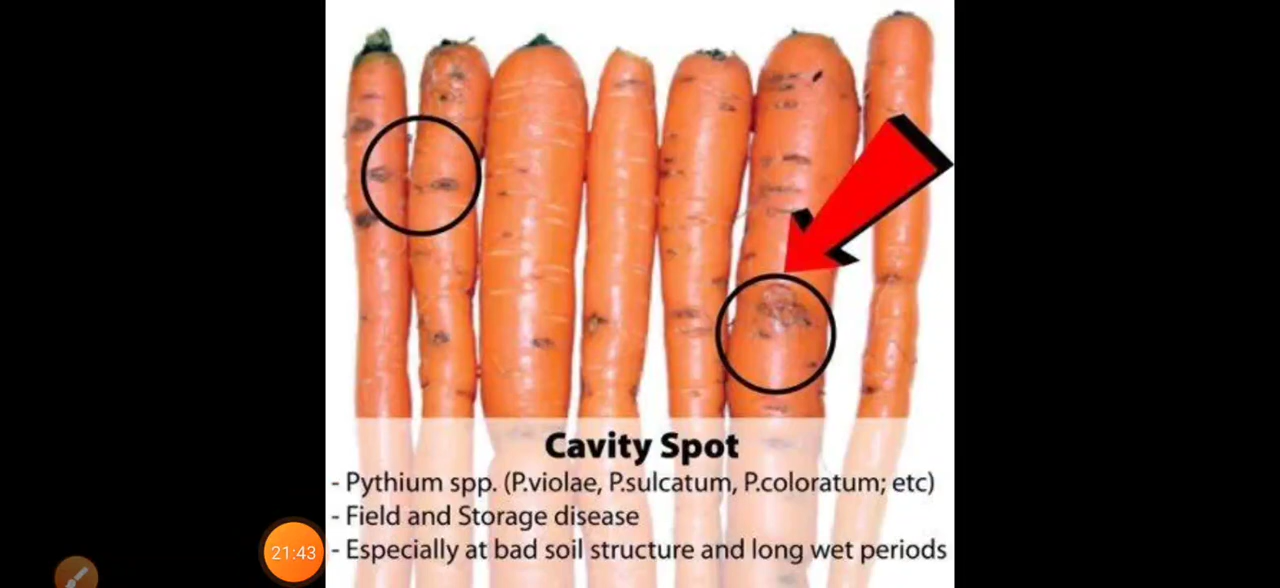 Cavity Spot
- Pythium spp. (P.violae, P.sulcatum, P.coloratum; etc)
- Field and Storage disease
- Especially at bad soil structure and long wet periods
21:43